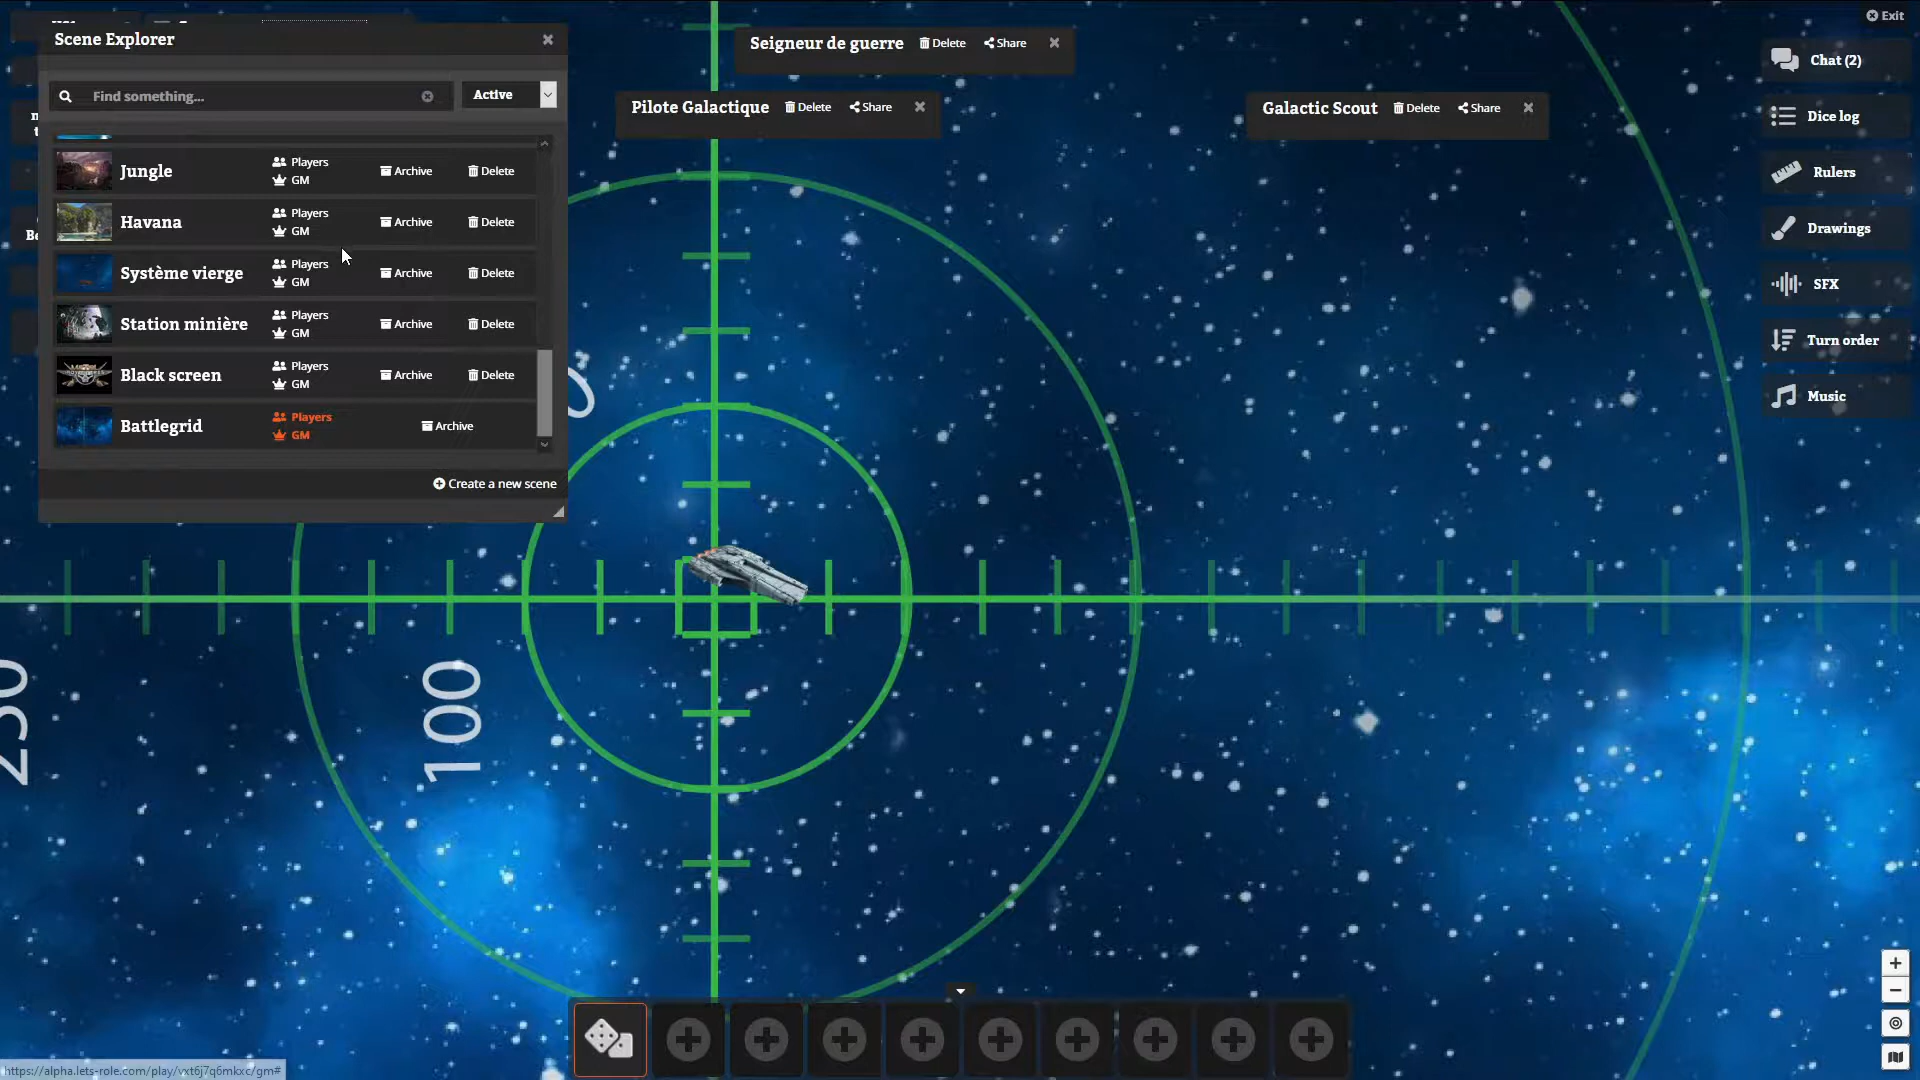 Exit
Scene Explorer
Find something...
Active
Seigneur de guerre Delete Share
Pilote Galactique Delete Share
Galactic Scout Delete Share
Jungle Players GM Archive Delete
Havana Players GM Archive Delete
Système vierge Players GM Archive Delete
Station minière Players GM Archive Delete
Black screen Players GM Archive Delete
Battlegrid Players GM Archive
Create a new scene
Chat (2)
Dice log
Rulers
Drawings
SFX
Turn order
Music
100
250
https://alpha.lets-role.com/play/vxt6j7q6mkxc/gm#